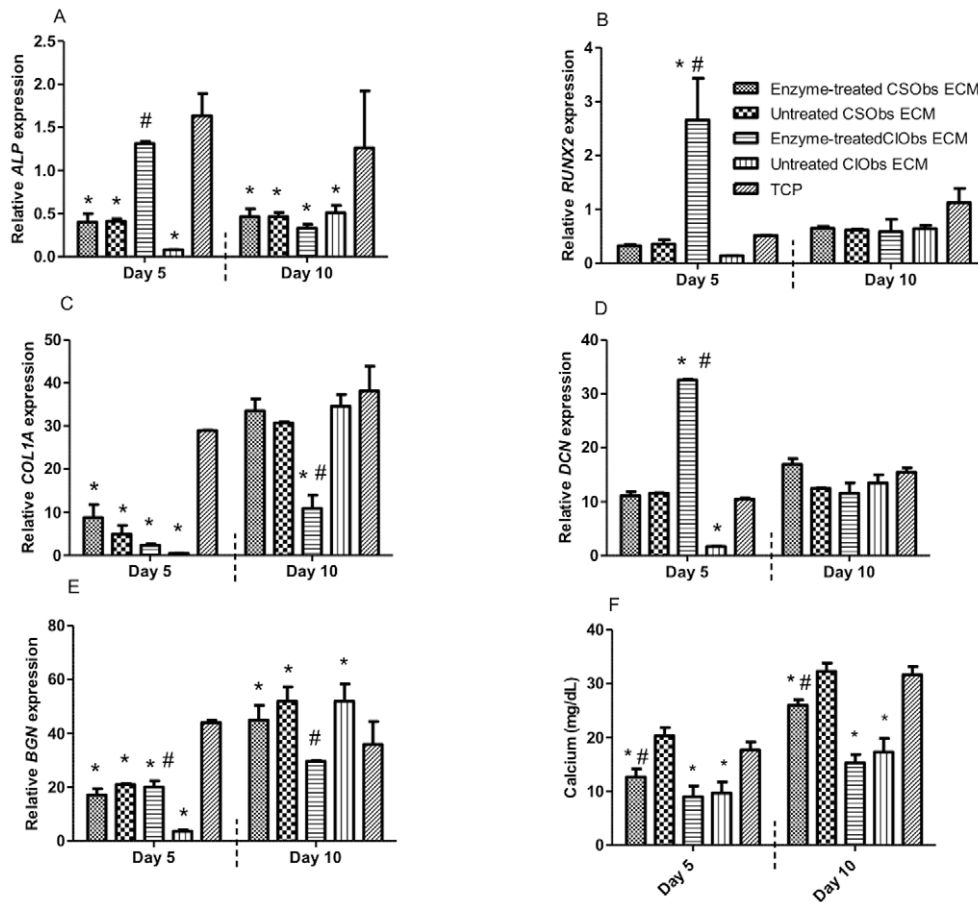 A
Relative ALP expression
2.5
2.0
1.5
1.0
0.5
0.0
* * # * * * * *
Day 5 Day 10
B
Relative RUNX2 expression
4
3
2
1
0
* #
Enzyme-treated CSObs ECM
Untreated CSObs ECM
Enzyme-treatedCIObs ECM
Untreated CIObs ECM
TCP
Day 5 Day 10
C
Relative COL1A expression
50
40
30
20
10
0
* * * * * #
Day 5 Day 10
D
Relative DCN expression
40
30
20
10
0
* # *
Day 5 Day 10
E
Relative BGN expression
80
60
40
20
0
* * * # * * * # *
Day 5 Day 10
F
Calcium (mg/dL)
40
30
20
10
0
* # * * * # * *
Day 5 Day 10